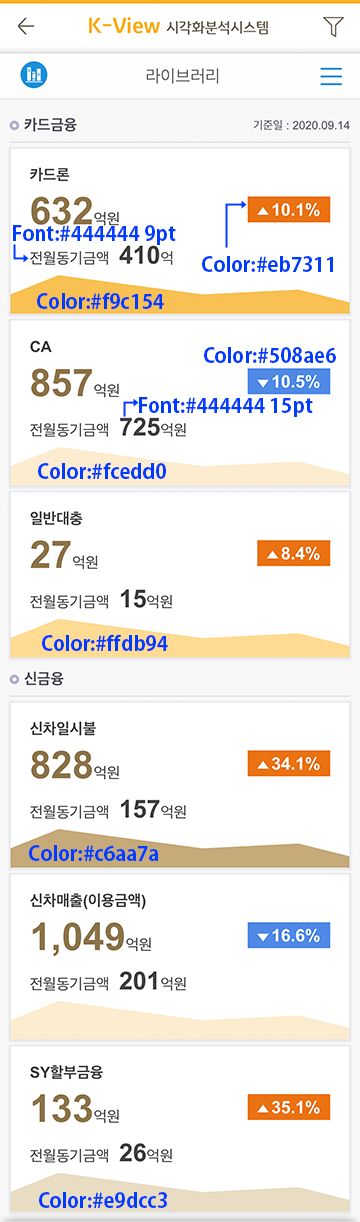 K-View 시각화분석시스템
라이브러리
카드금융 기준일 : 2020.09.14
카드론
632억원 ▲10.1%
Font:#444444 9pt
전월동기금액 410억
Color:#eb7311
Color:#f9c154
CA
Color:#508ae6
857억원 ▼10.5%
Font:#444444 15pt
전월동기금액 725억원
Color:#fcedd0
일반대충
27억원 ▲8.4%
전월동기금액 15억원
Color:#ffdb94
신금융
신차일시불
828억원 ▲34.1%
전월동기금액 157억원
Color:#c6aa7a
신차매출(이용금액)
1,049억원 ▼16.6%
전월동기금액 201억원
SY할부금융
133억원 ▲35.1%
전월동기금액 26억원
Color:#e9dcc3